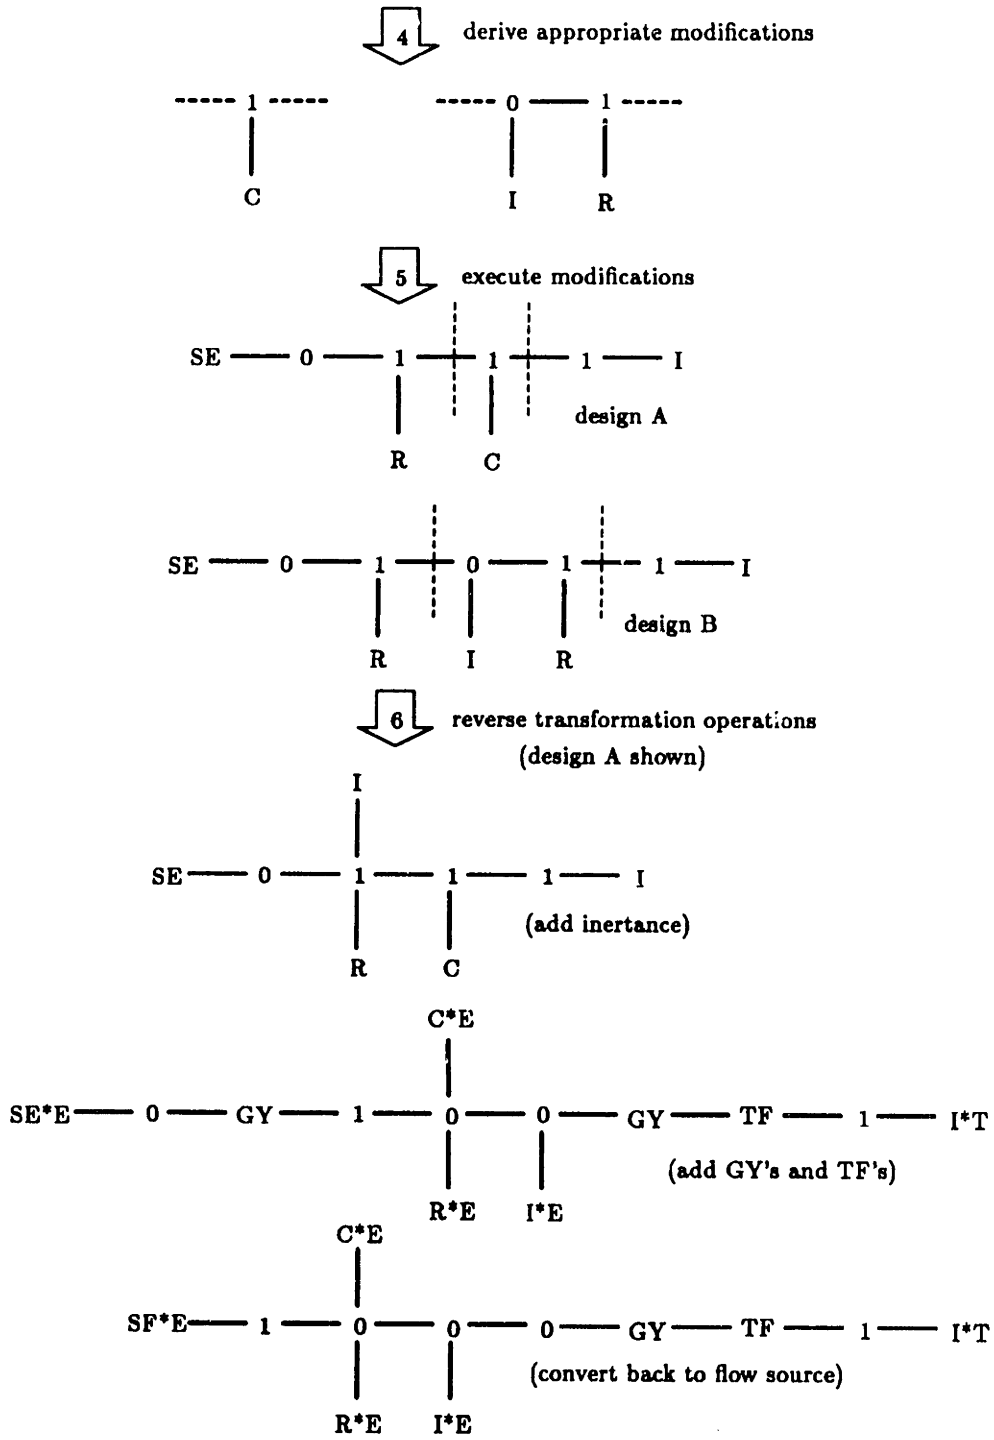 4 derive appropriate modifications
1 0 1
C I R
5 execute modifications
SE 0 1 1 1 I
design A
R C
SE 0 1 0 1 1 I
design B
R I R
6 reverse transformation operations
(design A shown)
I
SE 0 1 1 1 I
(add inertance)
R C
C*E
SE*E 0 GY 1 0 0 GY TF 1 I*T
(add GY's and TF's)
R*E I*E
C*E
SF*E 1 0 0 0 GY TF 1 I*T
(convert back to flow source)
R*E I*E